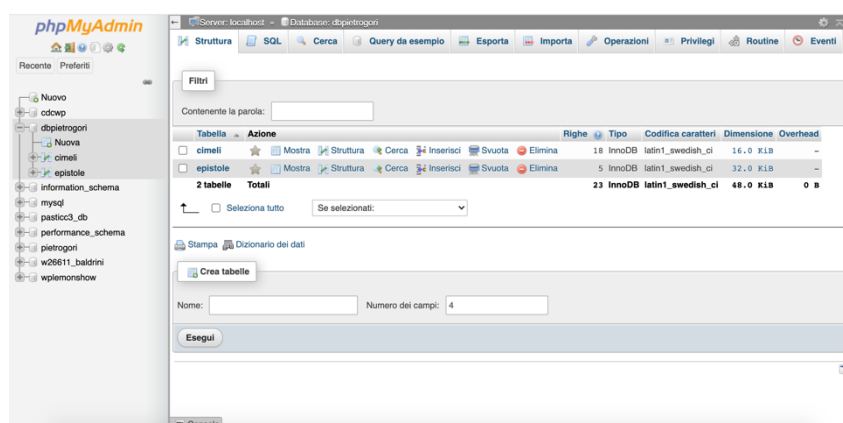 phpMyAdmin
Recente Preferiti
Nuovo
cdcwp
dbpietrogori
Nuova
cimeli
epistole
information_schema
mysql
pasticc3_db
performance_schema
pietrogori
w26611_baldrini
wplemonshow
Server: localhost » Database: dbpietrogori
Struttura SQL Cerca Query da esempio Esporta Importa Operazioni Privilegi Routine Eventi
Filtri
Contenente la parola:
Tabella Azione Righe Tipo Codifica caratteri Dimensione Overhead
cimeli Mostra Struttura Cerca Inserisci Svuota Elimina 18 InnoDB latin1_swedish_ci 16.0 KiB –
epistole Mostra Struttura Cerca Inserisci Svuota Elimina 5 InnoDB latin1_swedish_ci 32.0 KiB –
2 tabelle Totali 23 InnoDB latin1_swedish_ci 48.0 KiB 0 B
Seleziona tutto Se selezionati:
Stampa Dizionario dei dati
Crea tabelle
Nome: Numero dei campi: 4
Esegui